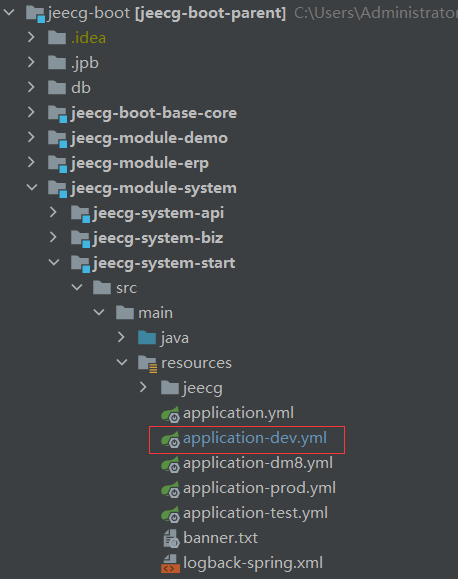 jeecg-boot [jeecg-boot-parent] C:\Users\Administrator
.idea
.jpb
db
jeecg-boot-base-core
jeecg-module-demo
jeecg-module-erp
jeecg-module-system
jeecg-system-api
jeecg-system-biz
jeecg-system-start
src
main
java
resources
jeecg
application.yml
application-dev.yml
application-dm8.yml
application-prod.yml
application-test.yml
banner.txt
logback-spring.xml